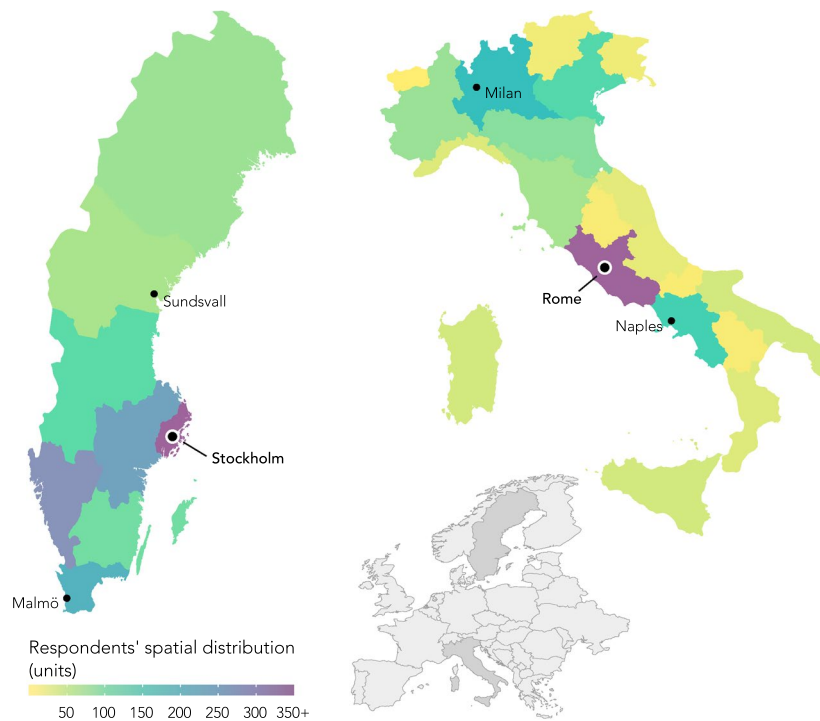 Milan
Sundsvall
Rome
Naples
Stockholm
Malmö
Respondents' spatial distribution
(units)
50 100 150 200 250 300 350+